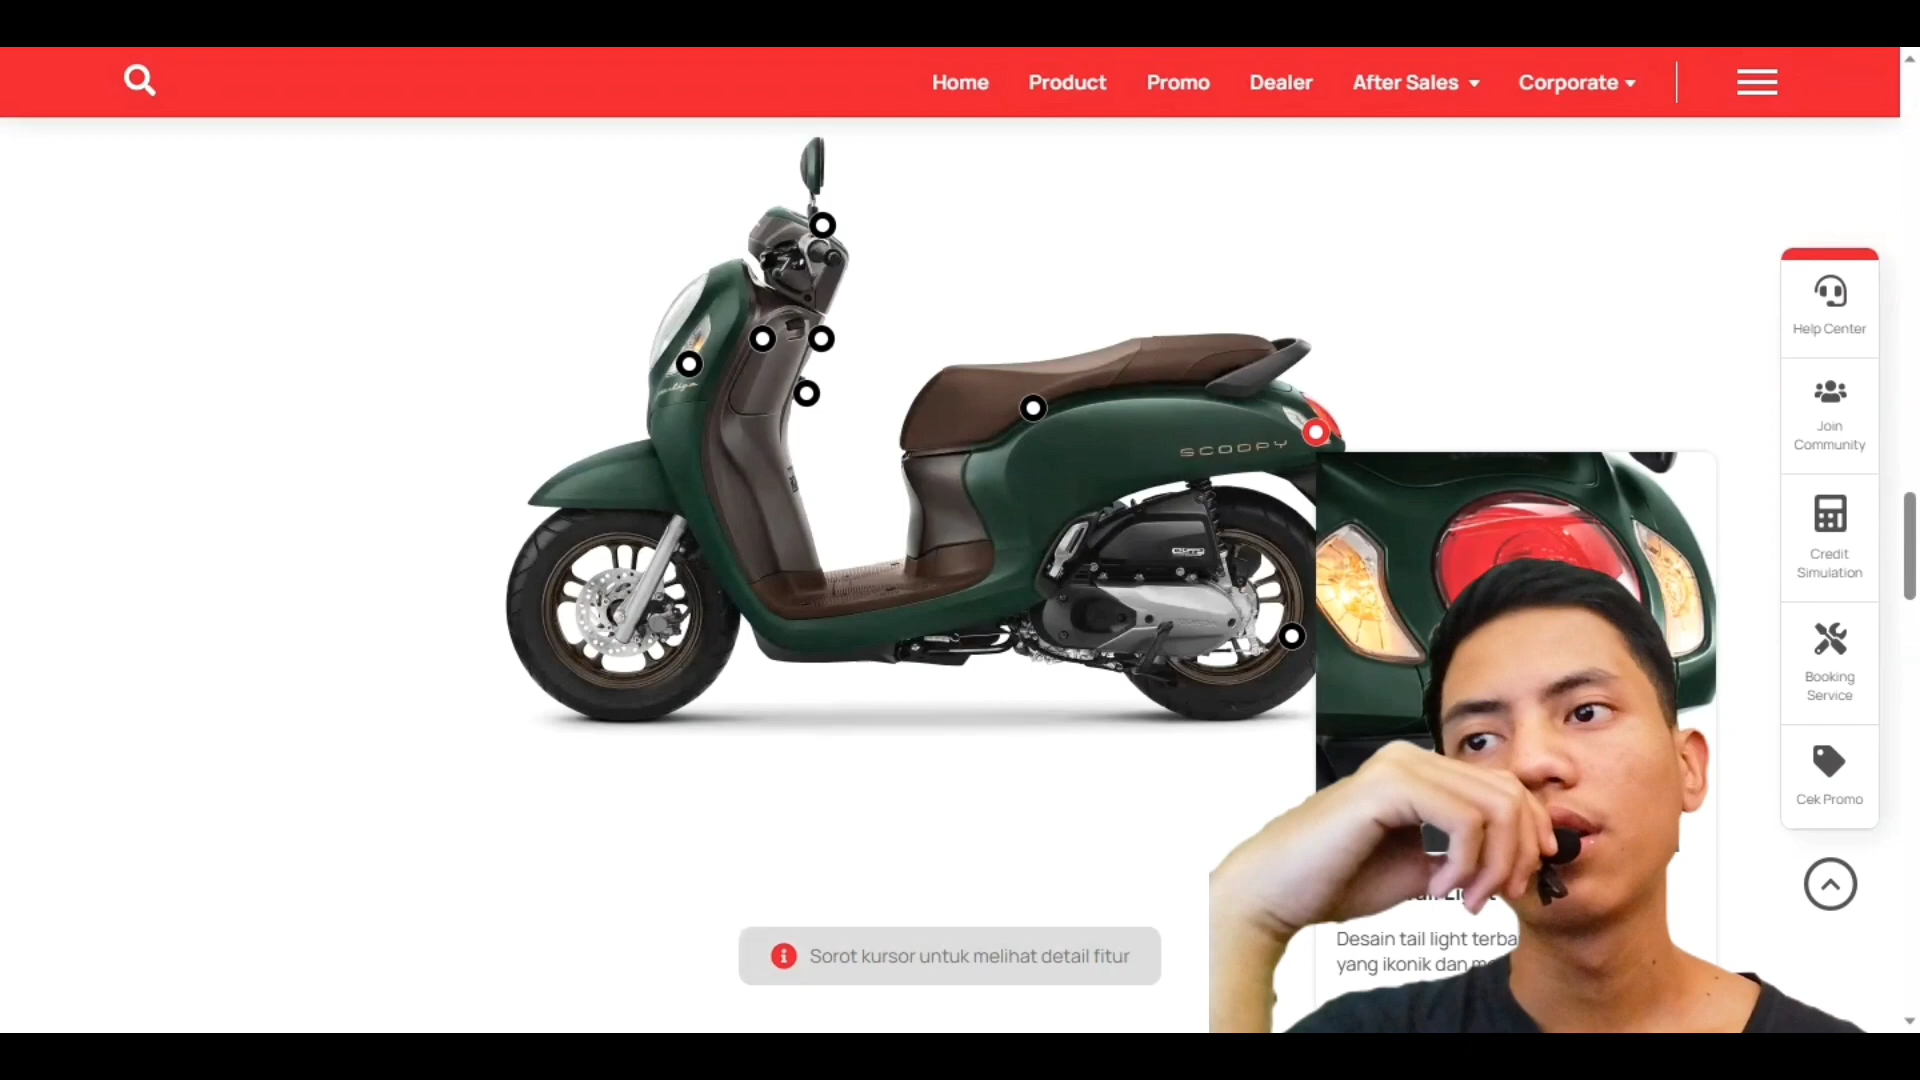 Home Product Promo Dealer After Sales Corporate
SCOOPY
Help Center
Join
Community
Credit
Simulation
Booking
Service
Cek Promo
Desain tail light
yang ikonik dan
Sorot kursor untuk melihat detail fitur